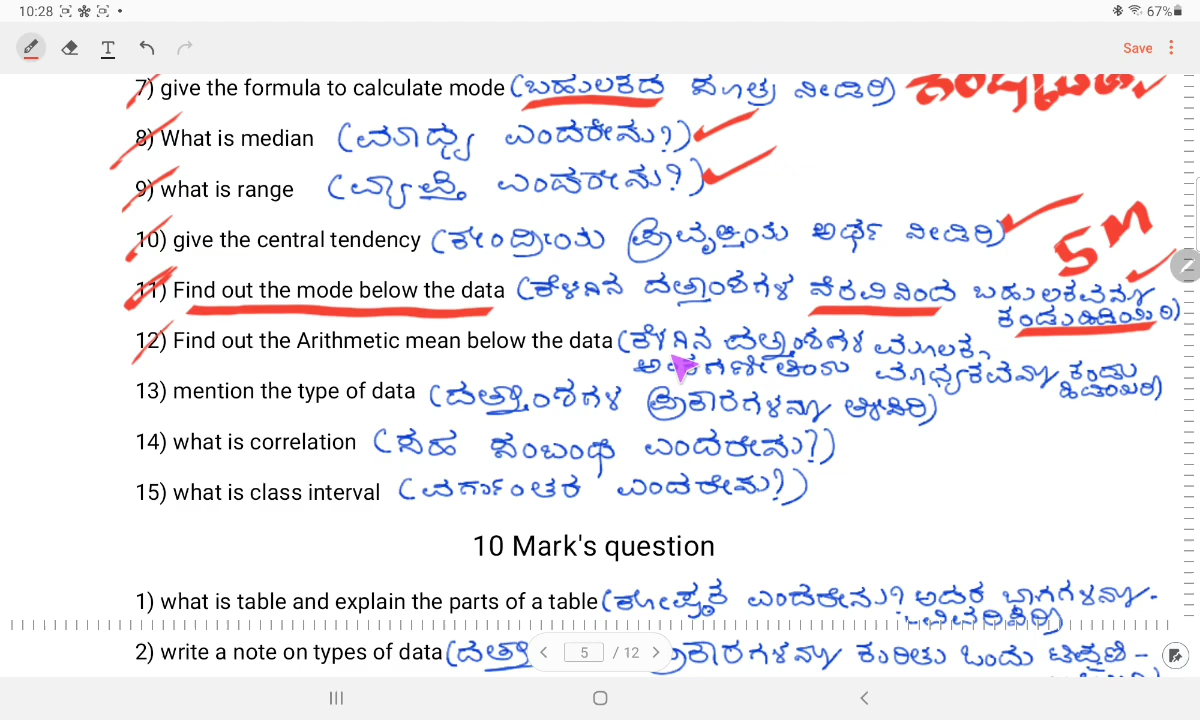 10:28 67%
Save
7) give the formula to calculate mode (ಬಹುಲಕದ ಸೂತ್ರ ನೀಡಿರಿ)
8) What is median (ಮಾಧ್ಯ ಎಂದರೇನು?)
9) what is range (ವ್ಯಾಪ್ತಿ ಎಂದರೇನು?)
10) give the central tendency (ಕೇಂದ್ರೀಯ ಪ್ರವೃತ್ತಿಯ ಅರ್ಥ ನೀಡಿರಿ) 5M
11) Find out the mode below the data (ಕೆಳಗಿನ ದತ್ತಾಂಶಗಳ ನೆರವಿನಿಂದ ಬಹುಲಕವನ್ನು
ಕಂಡುಹಿಡಿಯಿರಿ)
12) Find out the Arithmetic mean below the data (ಕೆಳಗಿನ ದತ್ತಾಂಶಗಳ ಮೂಲಕ,
ಮಾಧ್ಯಕವನ್ನು ಕಂಡು
ಹಿಡಿಯಿರಿ)
13) mention the type of data (ದತ್ತಾಂಶಗಳ ಪ್ರಕಾರಗಳನ್ನು ತಿಳಿಸಿರಿ)
14) what is correlation (ಸಹ ಸಂಬಂಧ ಎಂದರೇನು?)
15) what is class interval (ವರ್ಗಾಂತರ ಎಂದರೇನು?)
10 Mark's question
1) what is table and explain the parts of a table (ಕೋಷ್ಟಕ ಎಂದರೇನು? ಅದರ ಭಾಗಗಳನ್ನು -
ವಿವರಿಸಿರಿ)
2) write a note on types of data (ದತ್ತಾ ಪ್ರಕಾರಗಳನ್ನು ಕುರಿತು ಒಂದು ಟಿಪ್ಪಣಿ -
5 / 12